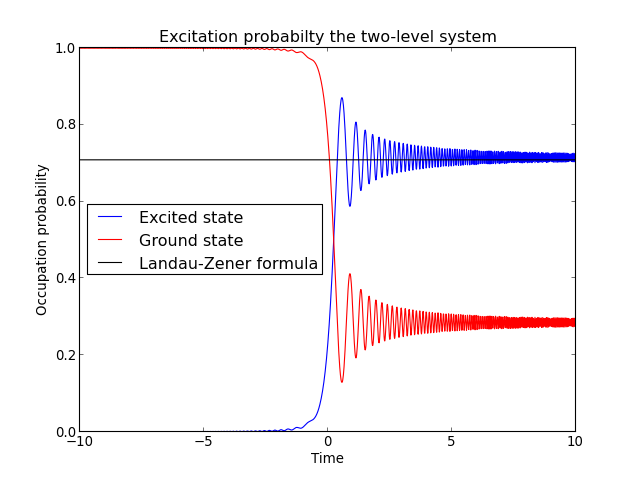 Excitation probabilty the two-level system
1.0
0.8
0.6
0.4
0.2
0.0
Occupation probability
Excited state
Ground state
Landau-Zener formula
−10
−5
0
5
10
Time